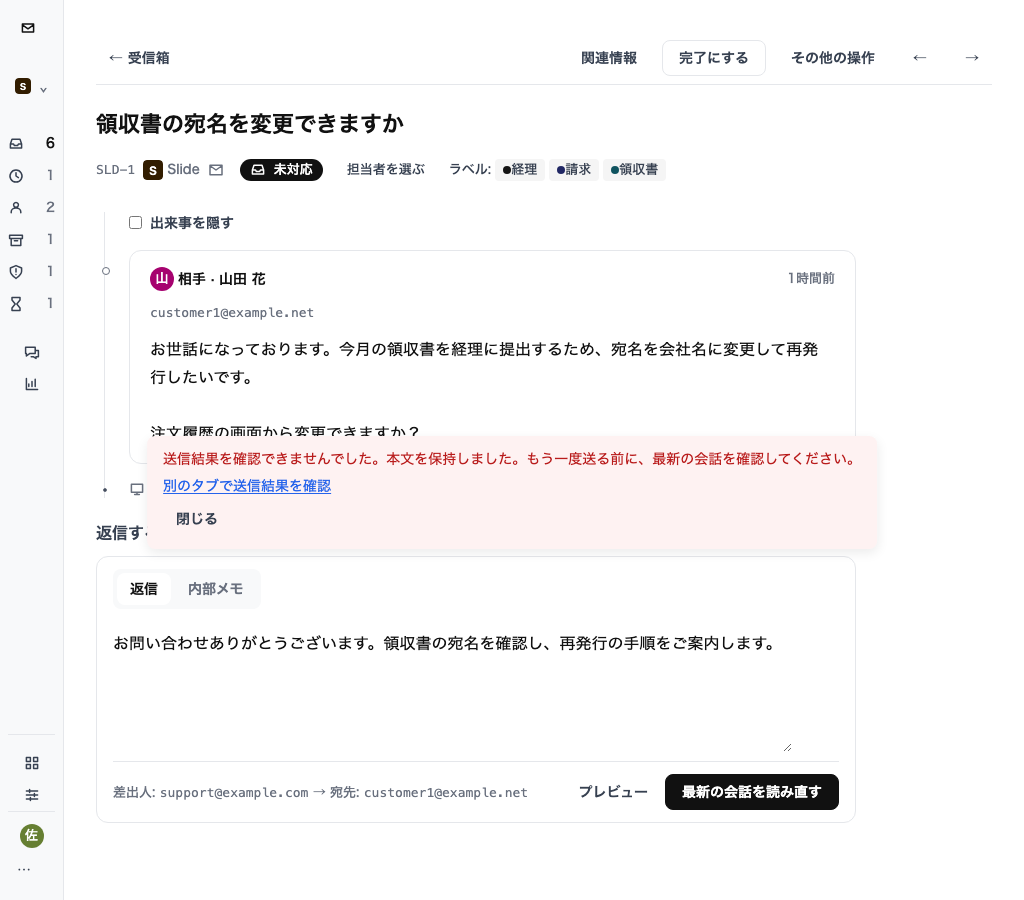 ← 受信箱
関連情報
完了にする
その他の操作
←
→
S
領収書の宛名を変更できますか
SLD-1 S Slide 未対応 担当者を選ぶ ラベル: 経理 請求 領収書
6
1
2
1
1
1
出来事を隠す
山 相手 · 山田 花
1時間前
customer1@example.net
お世話になっております。今月の領収書を経理に提出するため、宛名を会社名に変更して再発
行したいです。
注文履歴の画面から変更できますか？
送信結果を確認できませんでした。本文を保持しました。もう一度送る前に、最新の会話を確認してください。
別のタブで送信結果を確認
閉じる
返信す
返信 内部メモ
お問い合わせありがとうございます。領収書の宛名を確認し、再発行の手順をご案内します。
差出人: support@example.com → 宛先: customer1@example.net
プレビュー
最新の会話を読み直す
佐
…